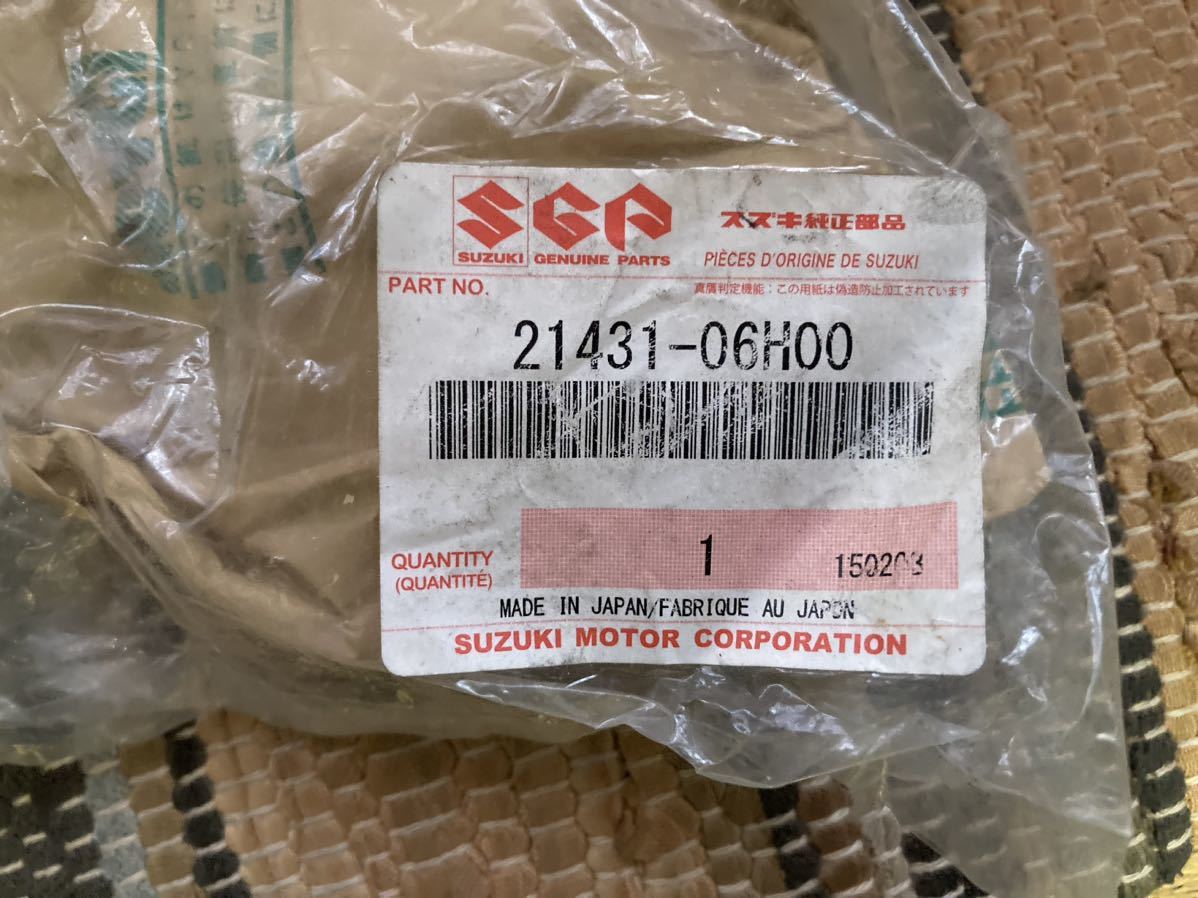 SGP
スズキ純正部品
SUZUKI GENUINE PARTS
PIÈCES D'ORIGINE DE SUZUKI
PART NO.
真贋判定機能：この用紙は偽造防止加工されています
21431-06H00
QUANTITY
(QUANTITÉ)
1
MADE IN JAPAN/FABRIQUE AU JAPON
SUZUKI MOTOR CORPORATION